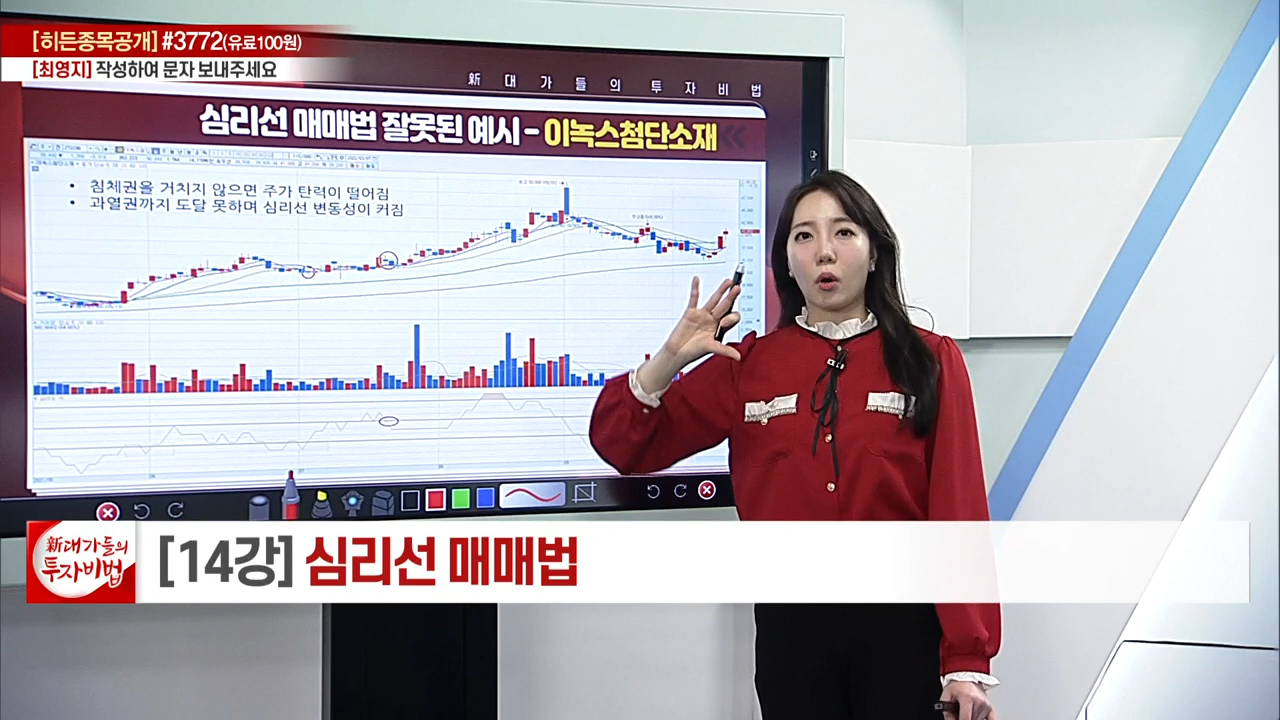 [히든종목공개] #3772(유료100원)
[최영지] 작성하여 문자 보내주세요
新 대 가 들 의 투 자 비 법
심리선 매매법 잘못된 예시 - 이녹스첨단소재
• 침체권을 거치지 않으면 주가 탄력이 떨어짐
• 과열권까지 도달 못하며 심리선 변동성이 커짐
新대가들의
투자비법
[14강] 심리선 매매법